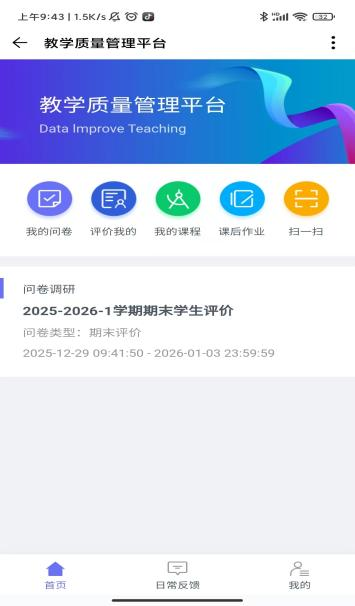 上午9:43 | 1.5K/s
32
教学质量管理平台
教学质量管理平台
Data Improve Teaching
我的问卷 评价我的 我的课程 课后作业 扫一扫
问卷调研
2025-2026-1学期期末学生评价
问卷类型：期末评价
2025-12-29 09:41:50 - 2026-01-03 23:59:59
首页 日常反馈 我的